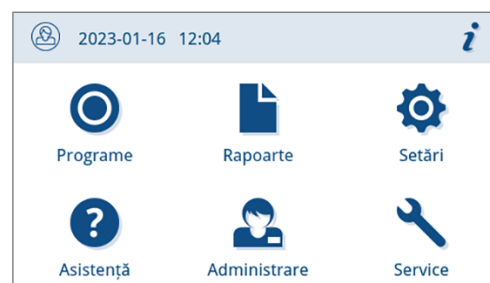 2023-01-16 12:04 i
Programe Rapoarte Setări
?
Asistență Administrare Service